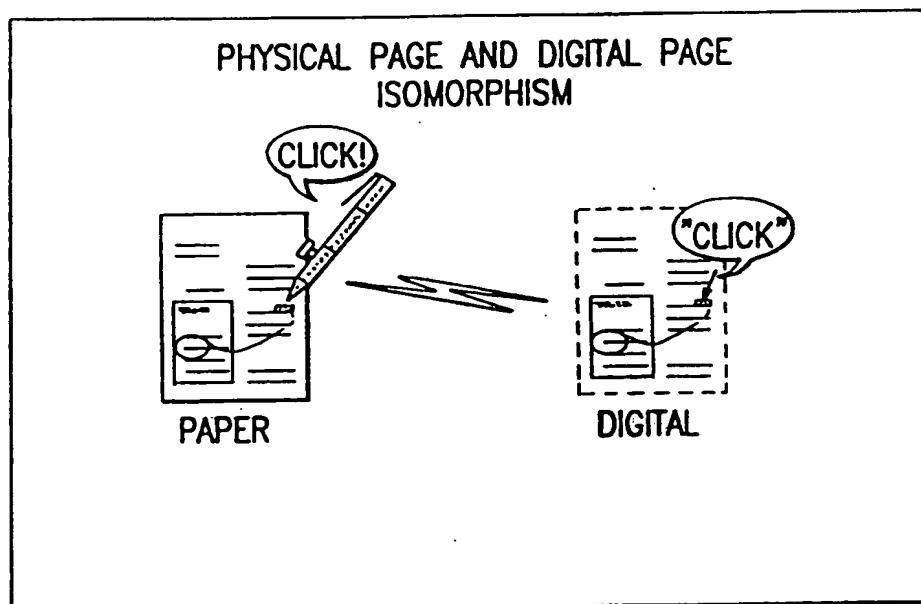 PHYSICAL PAGE AND DIGITAL PAGE
ISOMORPHISM
CLICK!
"CLICK"
PAPER
DIGITAL